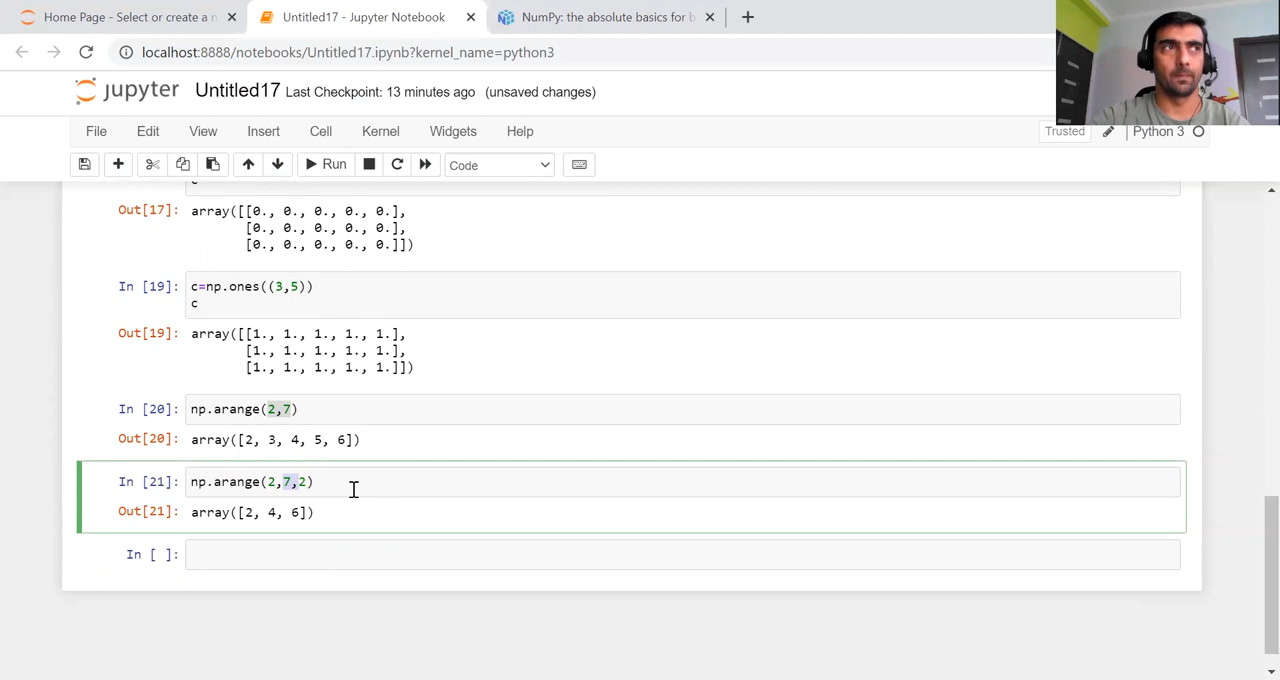 Home Page - Select or create a n
Untitled17 - Jupyter Notebook
NumPy: the absolute basics for b
localhost:8888/notebooks/Untitled17.ipynb?kernel_name=python3
jupyter Untitled17 Last Checkpoint: 13 minutes ago (unsaved changes)
File Edit View Insert Cell Kernel Widgets Help
Trusted Python 3
Run Code
c
Out[17]: array([[0., 0., 0., 0., 0.],
[0., 0., 0., 0., 0.],
[0., 0., 0., 0., 0.]])
In [19]: c=np.ones((3,5))
c
Out[19]: array([[1., 1., 1., 1., 1.],
[1., 1., 1., 1., 1.],
[1., 1., 1., 1., 1.]])
In [20]: np.arange(2,7)
Out[20]: array([2, 3, 4, 5, 6])
In [21]: np.arange(2,7,2)
Out[21]: array([2, 4, 6])
In [ ]: